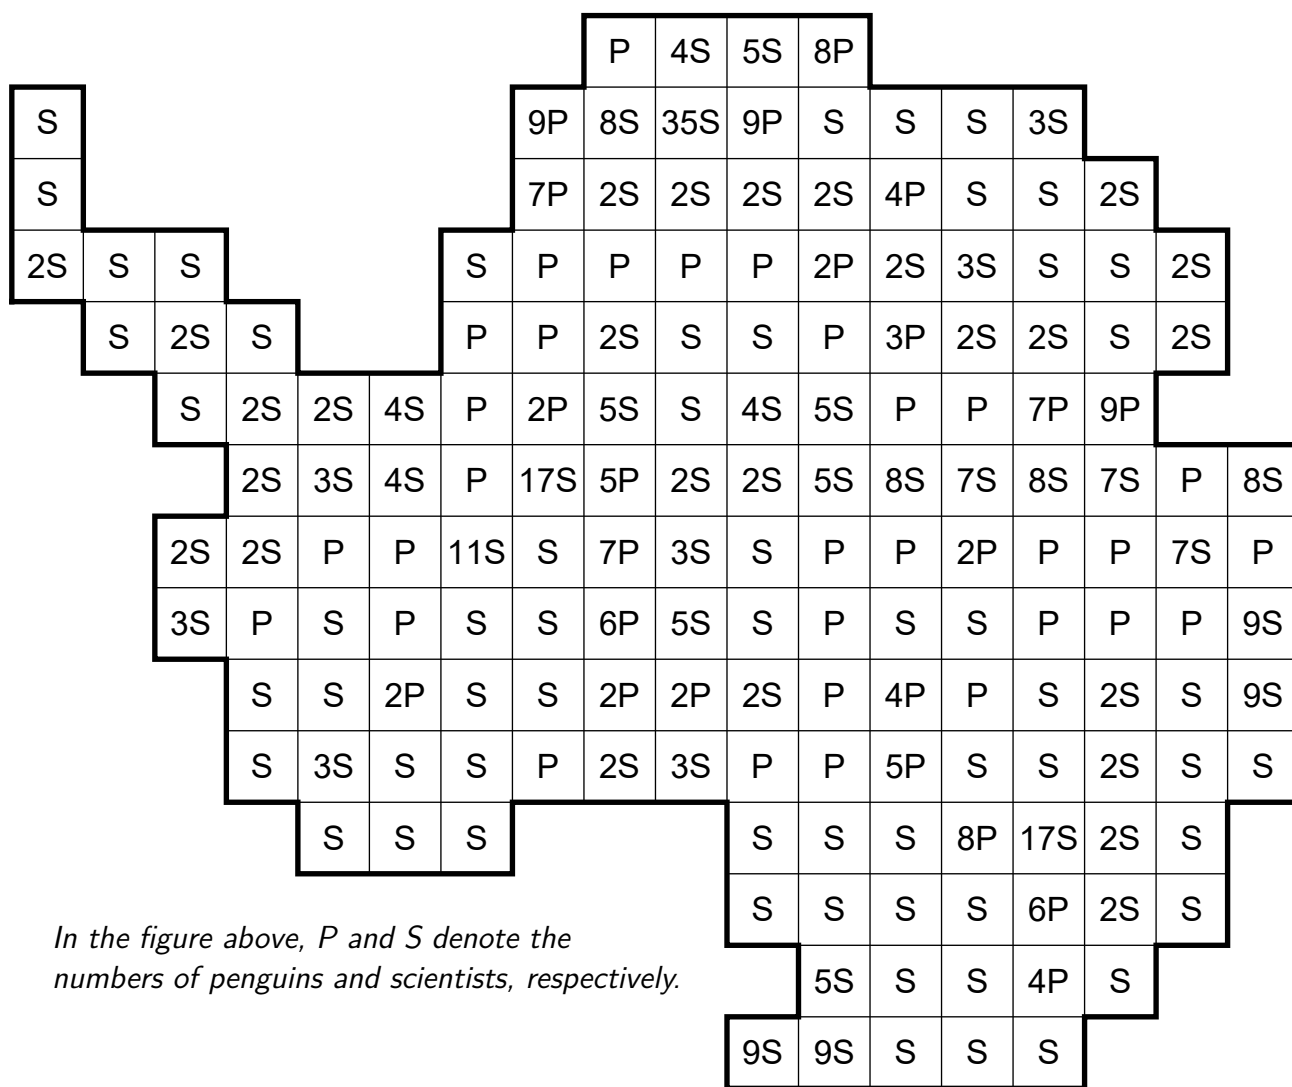 P 4S 5S 8P
S 9P 8S 35S 9P S S S 3S
S 7P 2S 2S 2S 2S 4P S S 2S
2S S S S P P P P 2P 2S 3S S S 2S
S 2S S P P 2S S S P 3P 2S 2S S 2S
S 2S 2S 4S P 2P 5S S 4S 5S P P 7P 9P
2S 3S 4S P 17S 5P 2S 2S 5S 8S 7S 8S 7S P 8S
2S 2S P P 11S S 7P 3S S P P 2P P P 7S P
3S P S P S S 6P 5S S P S S P P P 9S
S S 2P S S 2P 2P 2S P 4P P S 2S S 9S
S 3S S S P 2S 3S P P 5P S S 2S S S
S S S S S S 8P 17S 2S S
S S S S 6P 2S S
In the figure above, P and S denote the
numbers of penguins and scientists, respectively.
5S S S 4P S
9S 9S S S S